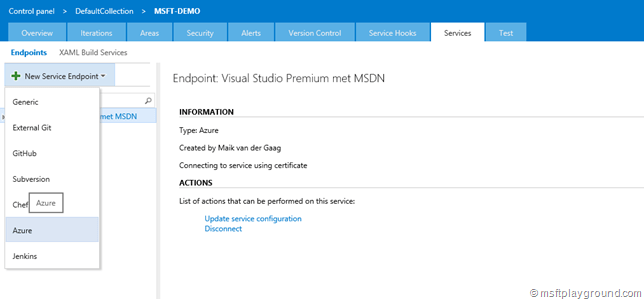 Control panel > DefaultCollection > MSFT-DEMO
Overview Iterations Areas Security Alerts Version Control Service Hooks Services Test
Endpoints XAML Build Services
New Service Endpoint
met MSDN
Generic
External Git
GitHub
Subversion
Chef
Azure
Azure
Jenkins
Endpoint: Visual Studio Premium met MSDN
INFORMATION
Type: Azure
Created by Maik van der Gaag
Connecting to service using certificate
ACTIONS
List of actions that can be performed on this service:
Update service configuration
Disconnect
© msftplayground.com